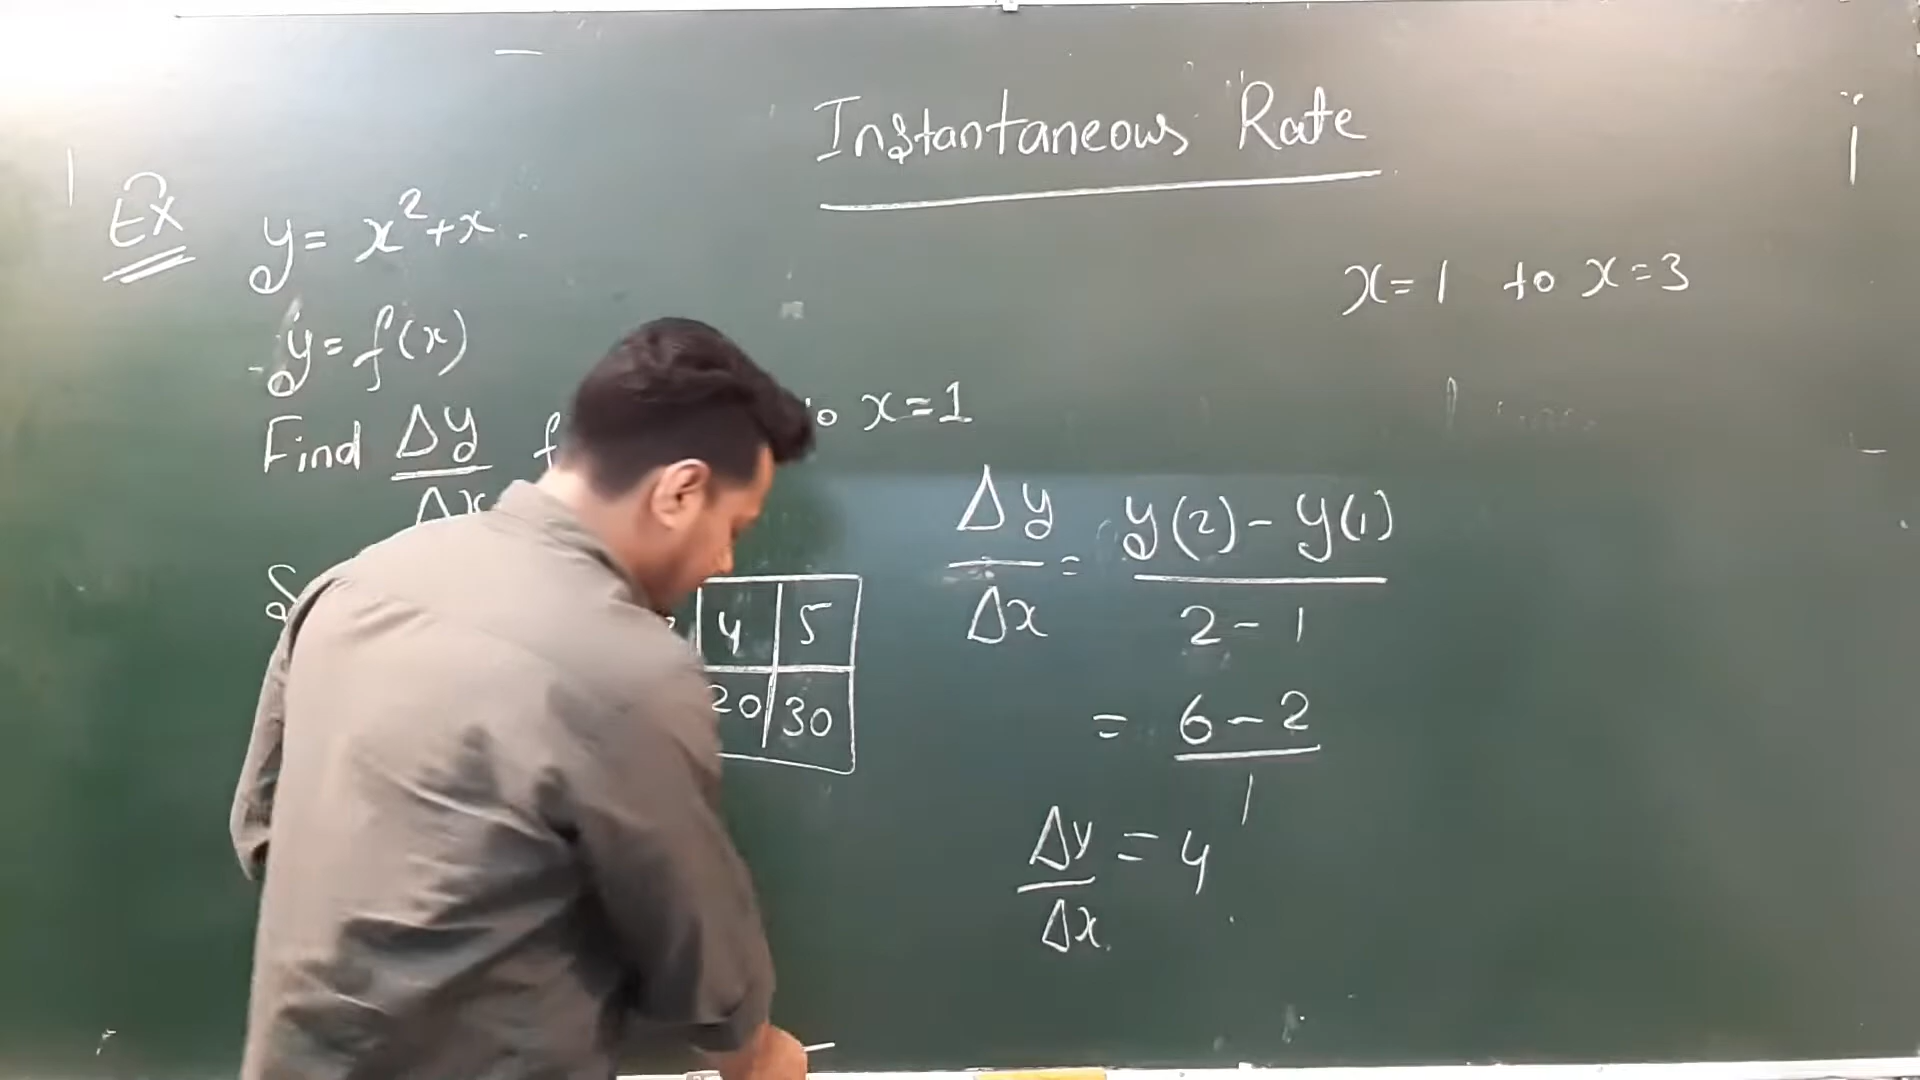 Instantaneous Rate
EX y = x²+x.
y = f(x)
x=1 to x=3
Find Δy/Δx x=1
Δy/Δx = y(2) - y(1) / 2 - 1
4 5
20 30
= 6 - 2 / 1
Δy/Δx = 4